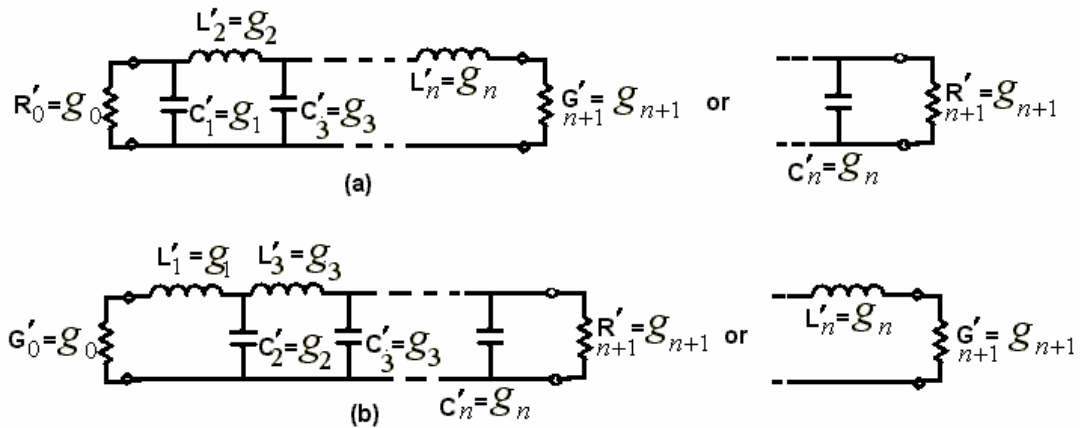 L′₂=g₂
R′₀=g₀
C′₁=g₁
C′₃=g₃
L′ₙ=gₙ
G′ₙ₊₁=gₙ₊₁ or
C′ₙ=gₙ
R′ₙ₊₁=gₙ₊₁
(a)
L′₁=g₁
L′₃=g₃
G′₀=g₀
C′₂=g₂
C′₃=g₃
C′ₙ=gₙ
R′ₙ₊₁=gₙ₊₁ or
L′ₙ=gₙ
G′ₙ₊₁=gₙ₊₁
(b)